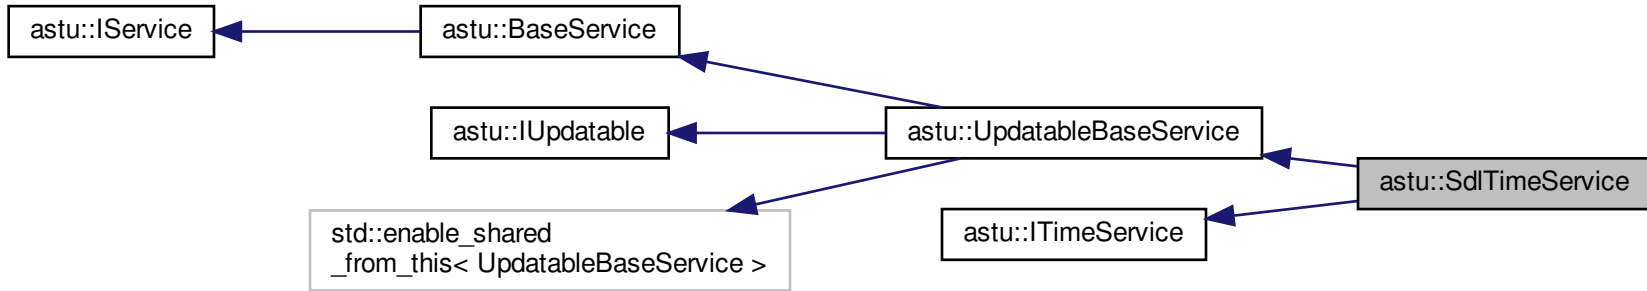 astu::IService
astu::BaseService
astu::IUpdatable
astu::UpdatableBaseService
astu::SdlTimeService
std::enable_shared
_from_this< UpdatableBaseService >
astu::ITimeService